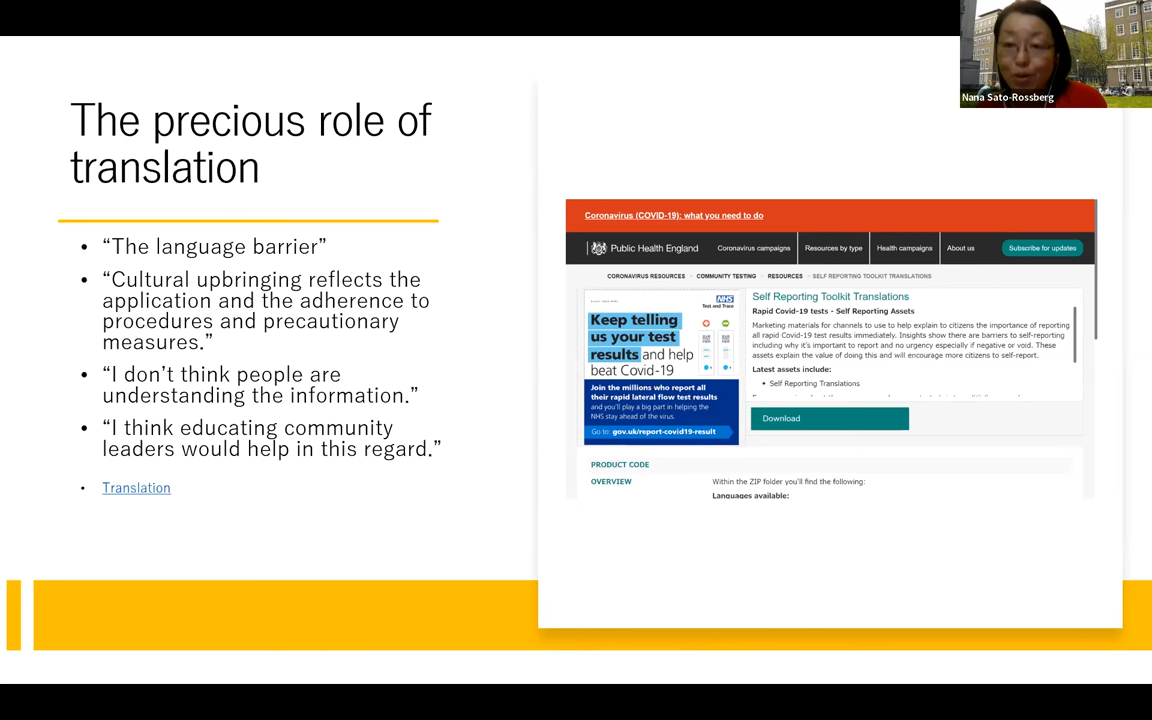 Nana Sato-Rossberg
The precious role of
translation
• “The language barrier”
• “Cultural upbringing reflects the
application and the adherence to
procedures and precautionary
measures.”
• “I don’t think people are
understanding the information.”
• “I think educating community
leaders would help in this regard.”
• Translation
Coronavirus (COVID-19): what you need to do
Public Health England
Coronavirus campaigns
Resources by type
Health campaigns
About us
Subscribe for updates
CORONAVIRUS RESOURCES
COMMUNITY TESTING
RESOURCES
SELF REPORTING TOOLKIT TRANSLATIONS
NHS
Test and Trace
Keep telling
us your test
results and help
beat Covid-19
Join the millions who report all
their rapid lateral flow test results
and you'll play a big part in helping the
NHS stay ahead of the virus.
Go to: gov.uk/report-covid19-result
Self Reporting Toolkit Translations
Rapid Covid-19 tests - Self Reporting Assets
Marketing materials for channels to use to help explain to citizens the importance of reporting
all rapid Covid-19 test results immediately. Insights show there are barriers to self-reporting
including why it's important to report and no urgency especially if negative or void. These
assets explain the value of doing this and will encourage more citizens to self-report.
Latest assets include:
• Self Reporting Translations
Download
PRODUCT CODE
OVERVIEW
Within the ZIP folder you'll find the following:
Languages available: